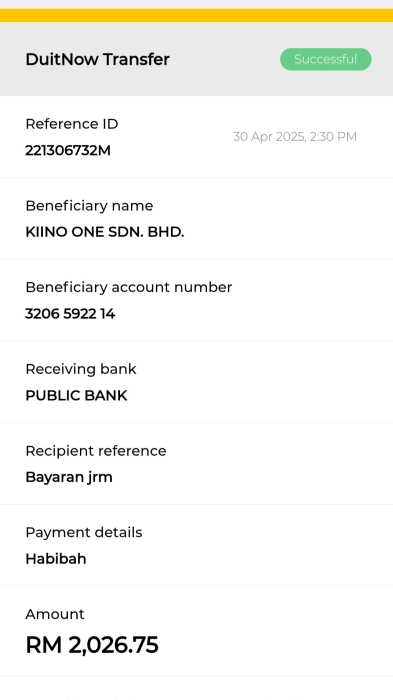 DuitNow Transfer
Successful
Reference ID
30 Apr 2025, 2:30 PM
221306732M
Beneficiary name
KIINO ONE SDN. BHD.
Beneficiary account number
3206 5922 14
Receiving bank
PUBLIC BANK
Recipient reference
Bayaran jrm
Payment details
Habibah
Amount
RM 2,026.75